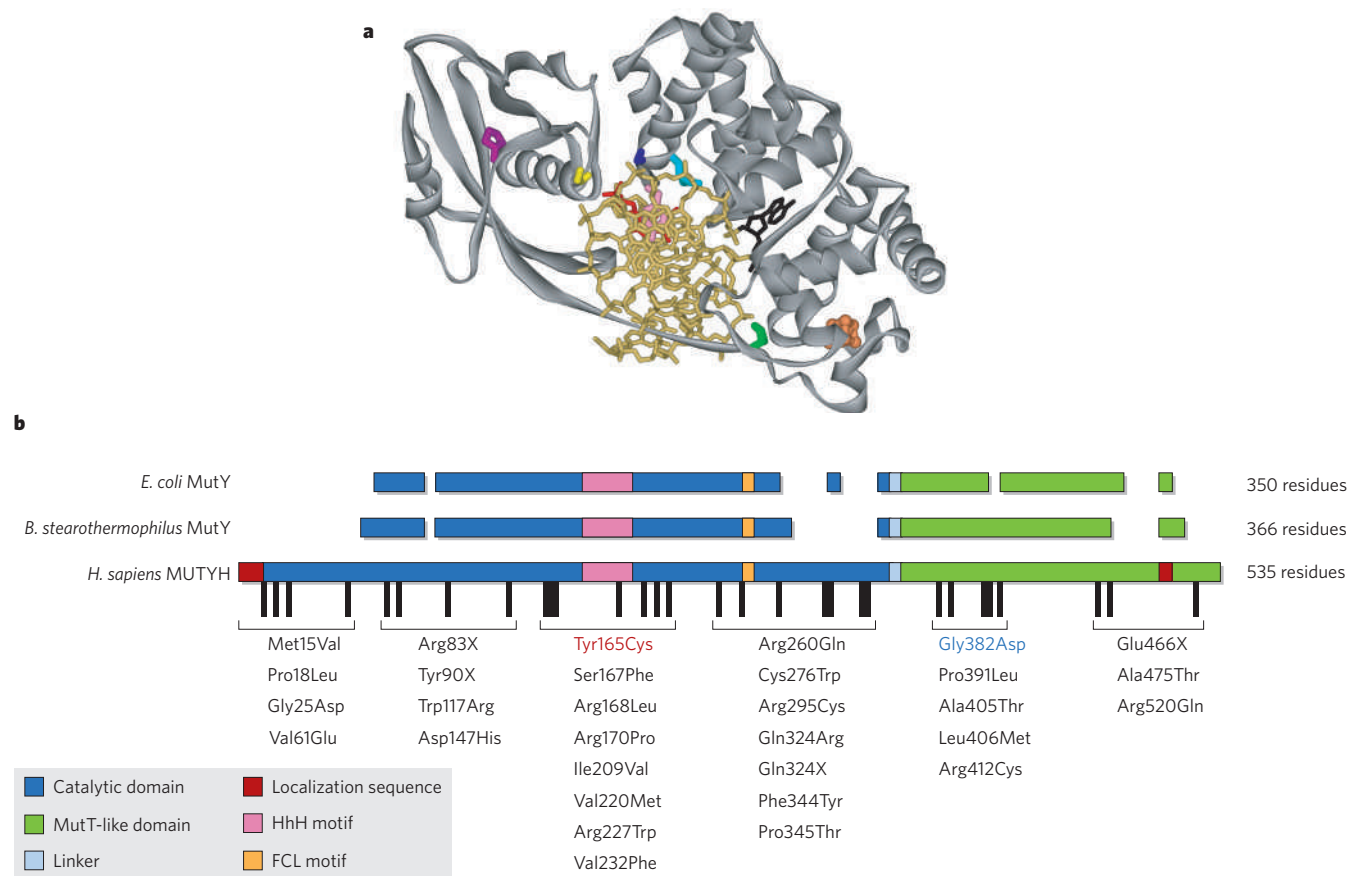 a
b
E. coli MutY
350 residues
B. stearothermophilus MutY
366 residues
H. sapiens MUTYH
535 residues
Met15Val
Pro18Leu
Gly25Asp
Val61Glu
Arg83X
Tyr90X
Trp117Arg
Asp147His
Tyr165Cys
Ser167Phe
Arg168Leu
Arg170Pro
Ile209Val
Val220Met
Arg227Trp
Val232Phe
Arg260Gln
Cys276Trp
Arg295Cys
Gln324Arg
Gln324X
Phe344Tyr
Pro345Thr
Gly382Asp
Pro391Leu
Ala405Thr
Leu406Met
Arg412Cys
Glu466X
Ala475Thr
Arg520Gln
Catalytic domain
MutT-like domain
Linker
Localization sequence
HhH motif
FCL motif